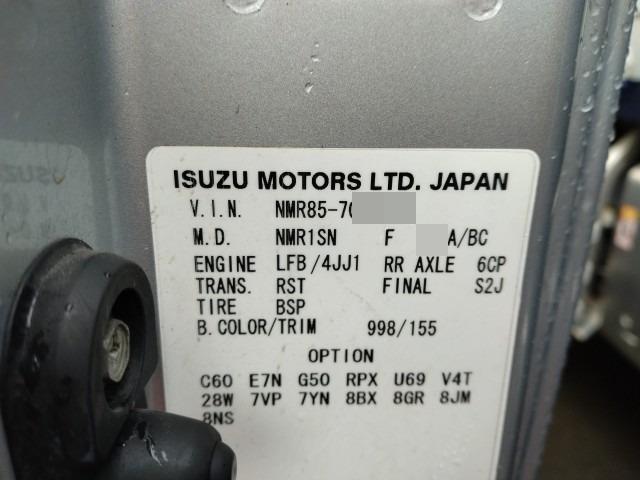 ISUZU MOTORS LTD. JAPAN
V.I.N. NMR85-70
M.D. NMR1SN F A/BC
ENGINE LFB/4JJ1 RR AXLE 6CP
TRANS. RST FINAL S2J
TIRE BSP
B.COLOR/TRIM 998/155
OPTION
C60 E7N G50 RPX U69 V4T
28W 7VP 7YN 8BX 8GR 8JM
8NS